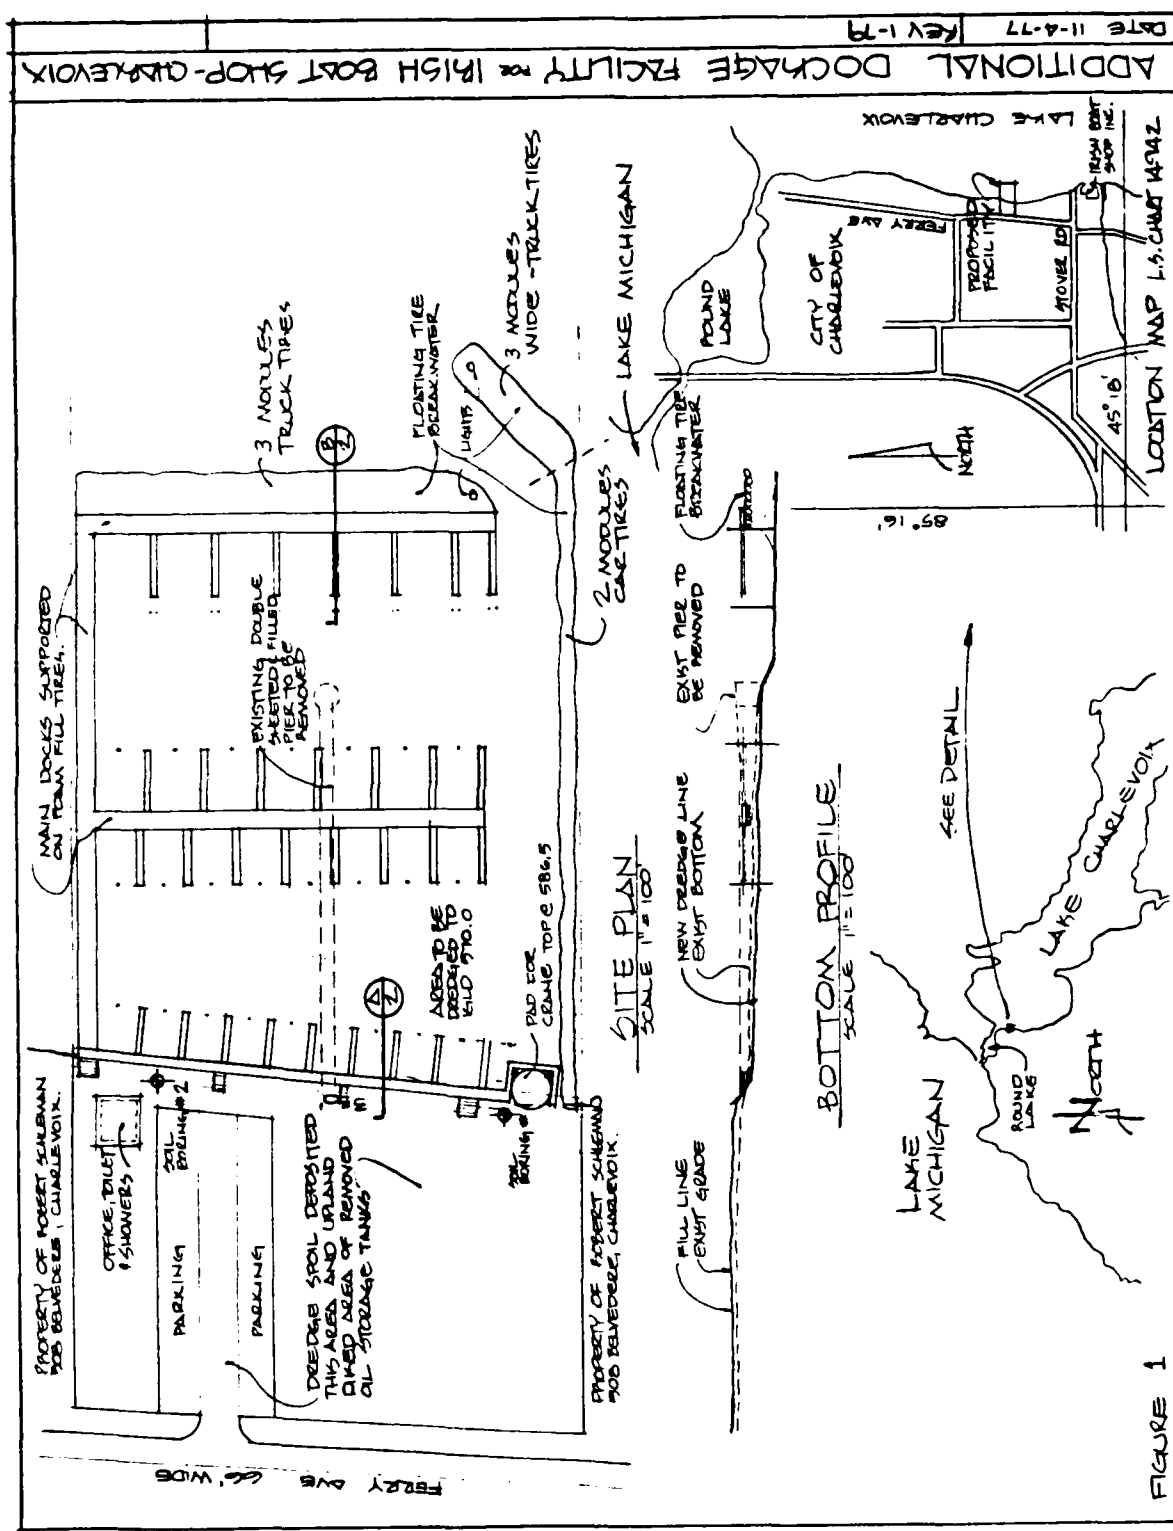 ADDITIONAL DOCKAGE FACILITY FOR IRISH BOAT SHOP-CHARLEVOIX
DATE 11-4-77
REV 1-79
PROPERTY OF ROBERT SCHLEMAN
508 BELVEDERE, CHARLEVOIX.
OFFICE, TOILET
& SHOWERS
SOIL
BORING #2
PARKING
PARKING
DREDGE SPOIL DEPOSITED
THIS AREA AND UPLAND
DIKED AREA OF REMOVED
OIL STORAGE TANKS
FERRY AVE 66' WIDE
PROPERTY OF ROBERT SCHLEMAN
508 BELVEDERE, CHARLEVOIX.
SOIL
BORING #
MAIN DOCKS SUPPORTED
ON FOAM FILL TIRES.
EXISTING DOUBLE
SHEETED, FILLED
PIER TO BE
REMOVED
A
2
AREA TO BE
DREDGED TO
IGLD 570.0
PAD FOR
CRANE TOP @ 586.5
3 MODULES
TRUCK TIRES
B
2
FLOATING TIRE
BREAKWATER
LIGHTS
3 MODULES
WIDE-TRUCK TIRES
2 MODULES
CAR TIRES
SITE PLAN
SCALE 1"=100'
FILL LINE
EXIST GRADE
NEW DREDGE LINE
EXIST BOTTOM
EXIST PIER TO
BE REMOVED
FLOATING TIRE
BREAKWATER
BOTTOM PROFILE
SCALE 1"=100'
LAKE
MICHIGAN
ROUND
LAKE
NORTH
LAKE CHARLEVOIX
SEE DETAIL
LAKE MICHIGAN
ROUND
LAKE
CITY OF
CHARLEVOIX
FERRY AVE
PROPOSED
FACILITY
STOVER RD
LAKE CHARLEVOIX
IRISH BOAT
SHOP INC.
NORTH
85°16'
45°18'
LOCATION MAP L.S. CHART 14942
FIGURE 1